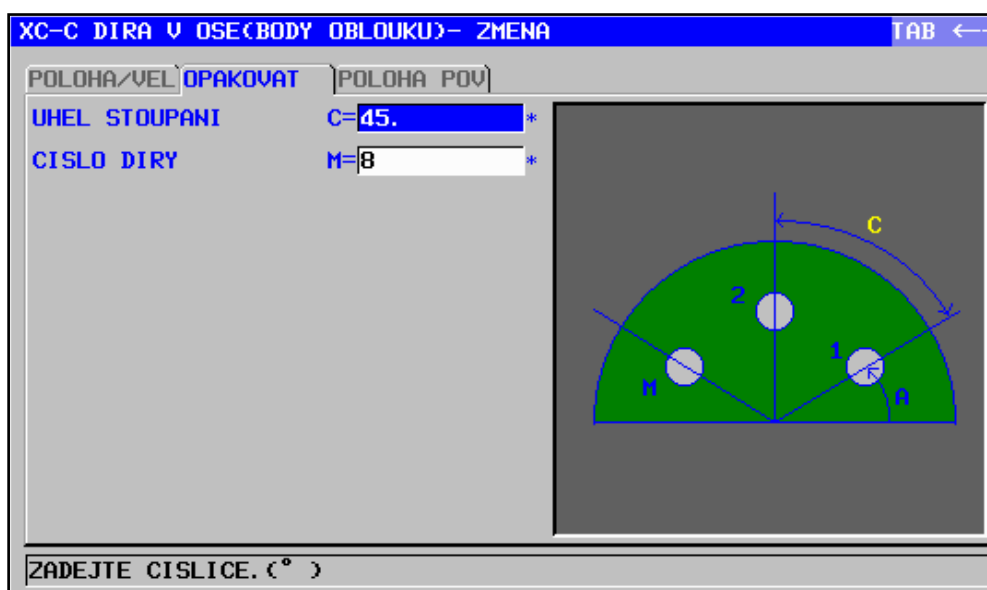 XC-C DIRA V OSE(BODY OBLOUKU)- ZMENA TAB ←
POLOHA/VEL OPAKOVAT POLOHA POV
UHEL STOUPANI C=45. *
CISLO DIRY M=8 *
C
2
1
M
A
ZADEJTE CISLICE.(° )